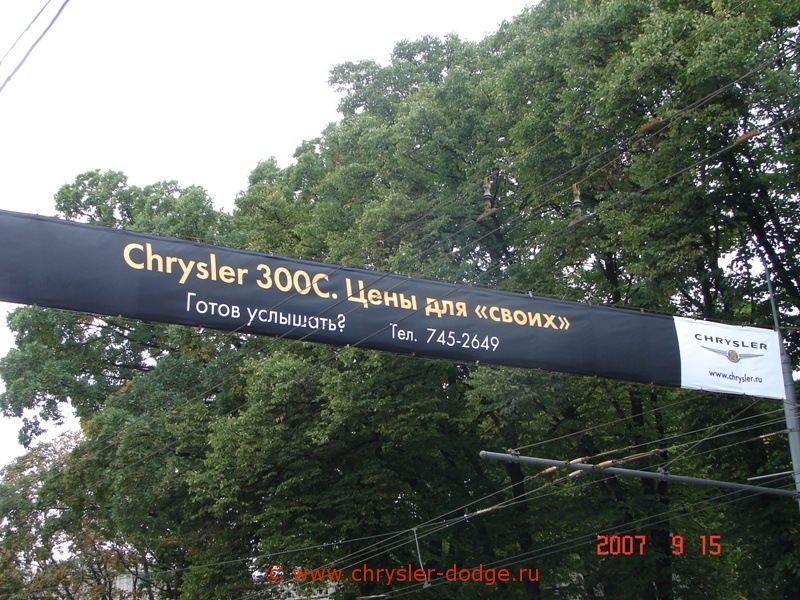 Chrysler 300C. Цены для «своих»
Готов услышать? Тел. 745-2649
CHRYSLER
www.chrysler.ru
2007 9 15
© www.chrysler-dodge.ru